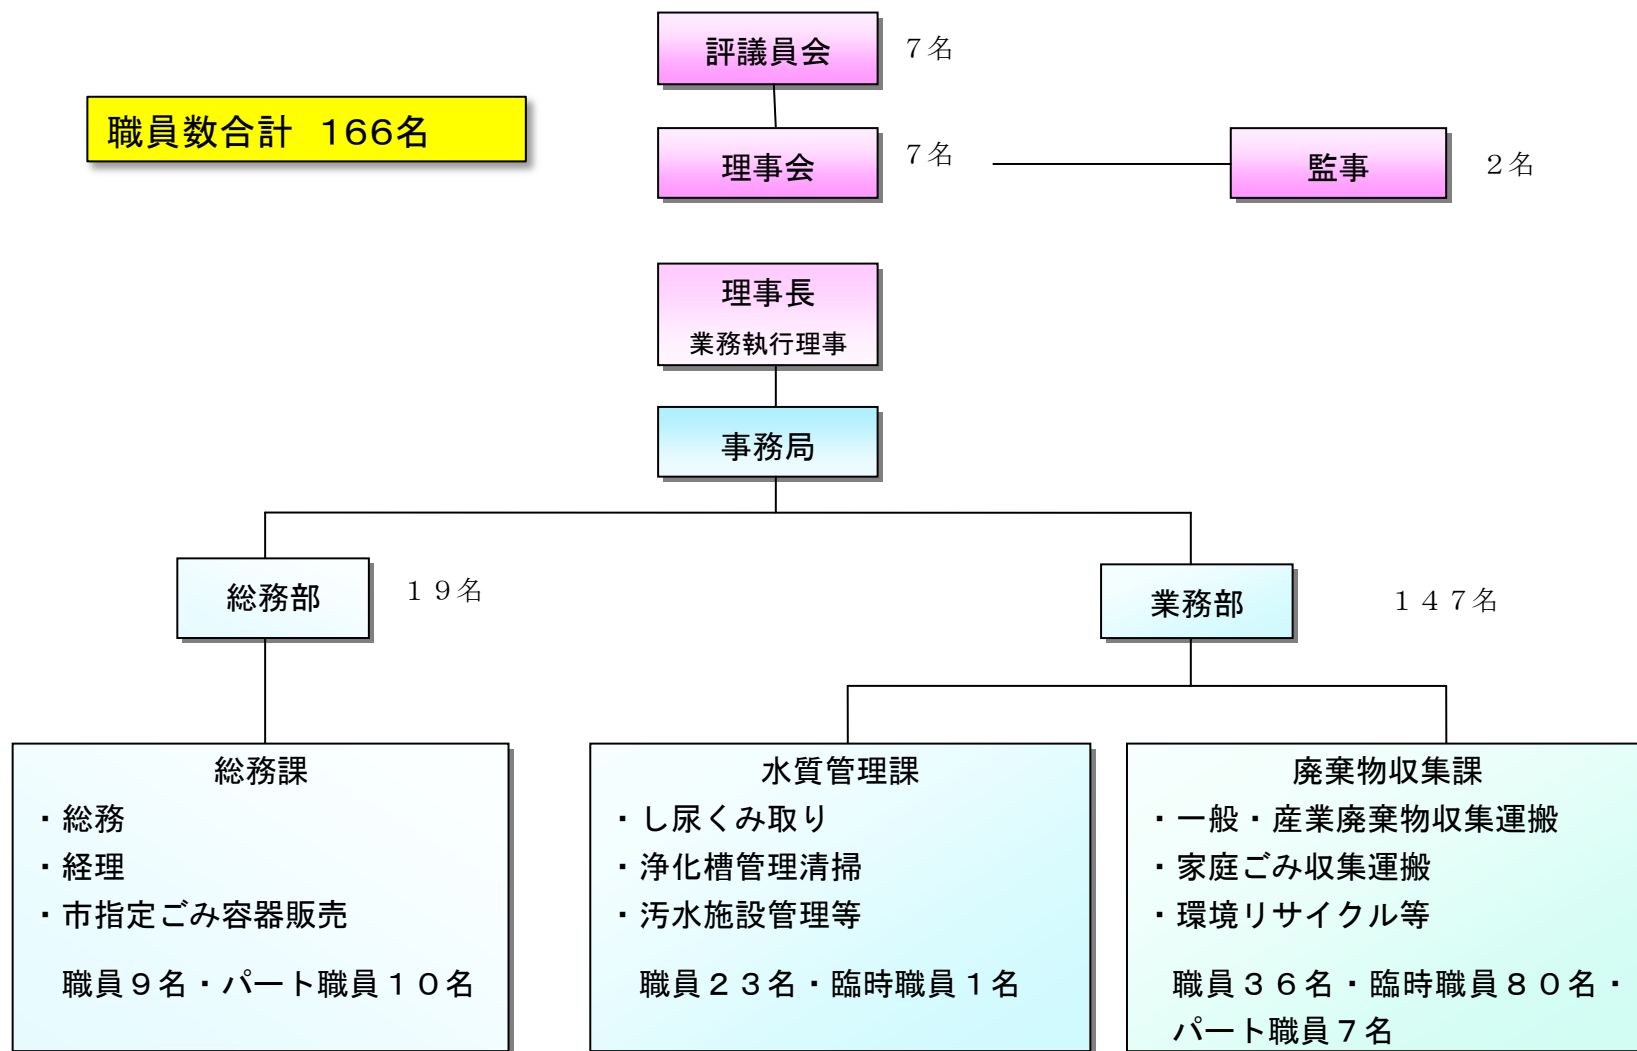 評議員会 7名
職員数合計 166名
理事会 7名
監事 2名
理事長
業務執行理事
事務局
総務部 19名
業務部 147名
総務課
・総務
・経理
・市指定ごみ容器販売
職員9名・パート職員10名
水質管理課
・し尿くみ取り
・浄化槽管理清掃
・汚水施設管理等
職員23名・臨時職員1名
廃棄物収集課
・一般・産業廃棄物収集運搬
・家庭ごみ収集運搬
・環境リサイクル等
職員36名・臨時職員80名・
パート職員7名